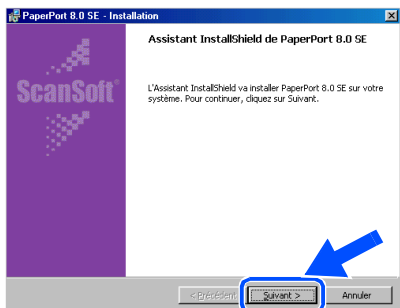 PaperPort 8.0 SE - Installation
Assistant InstallShield de PaperPort 8.0 SE
ScanSoft®
L'Assistant InstallShield va installer PaperPort 8.0 SE sur votre
système. Pour continuer, cliquez sur Suivant.
< Précédent
Suivant >
Annuler